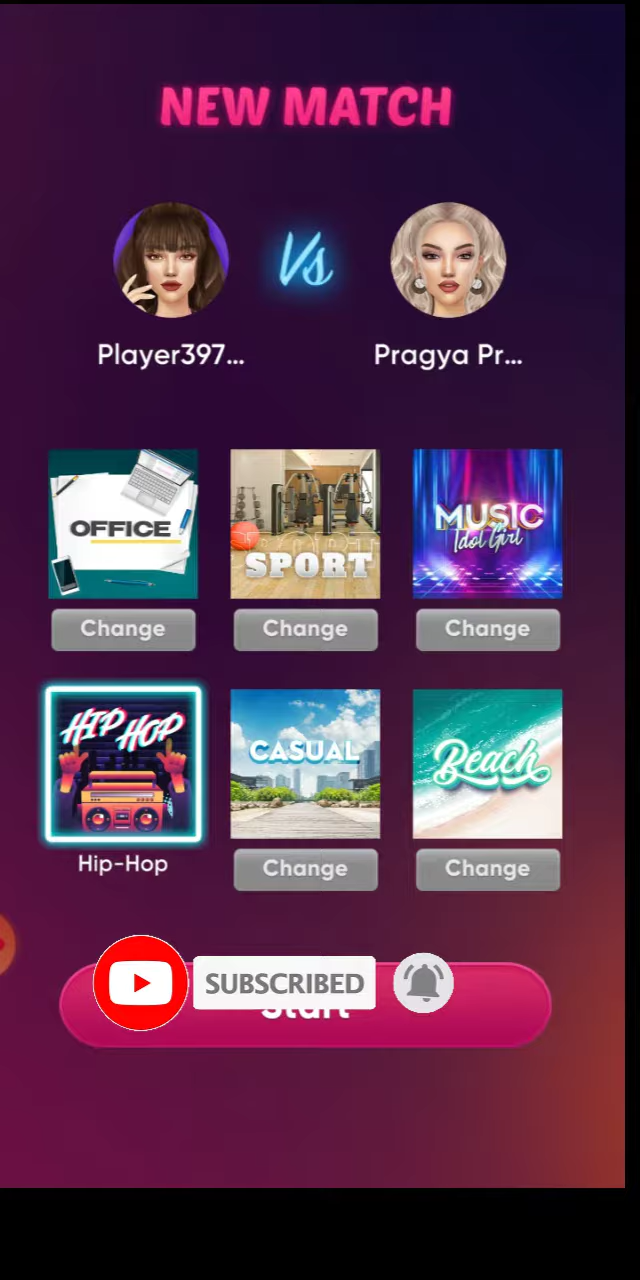 NEW MATCH
Vs
Player397...
Pragya Pr...
OFFICE
SPORT
MUSIC
Idol Girl
Change
Change
Change
HIP HOP
CASUAL
Beach
Hip-Hop
Change
Change
SUBSCRIBED
Start